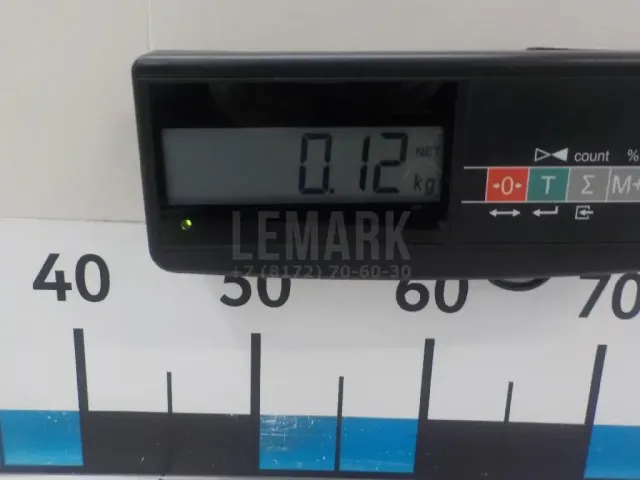 0.12 NET kg
count %
→0← T Σ M+
LEMARK
+7 (8172) 70-60-30
40 50 60 70